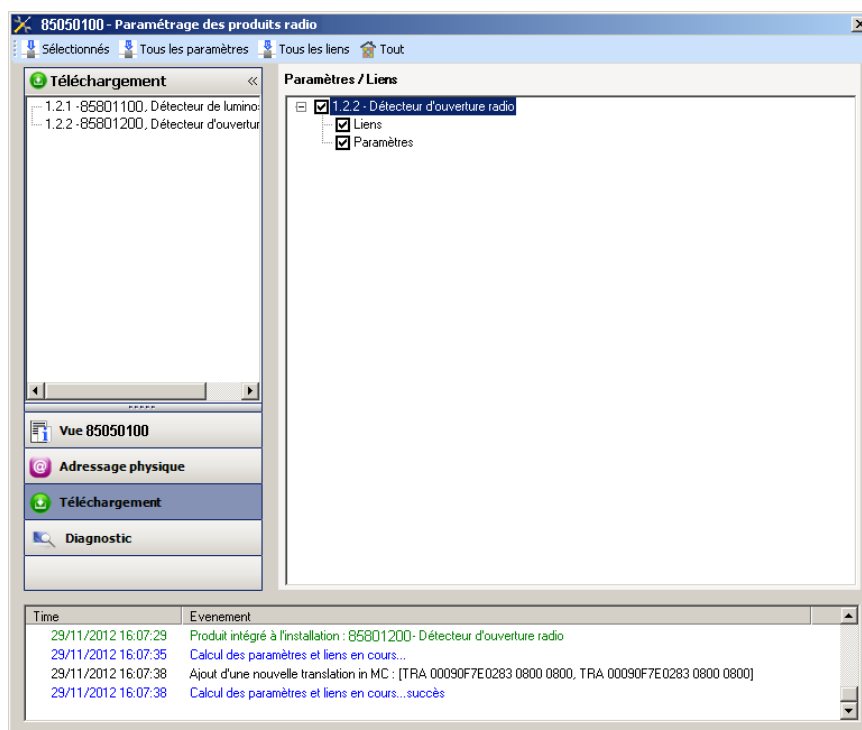 85050100 - Paramétrage des produits radio
Sélectionnés Tous les paramètres Tous les liens Tout
Téléchargement «
1.2.1 -85801100, Détecteur de lumino
1.2.2 -85801200, Détecteur d'ouvertur
Vue 85050100
Adressage physique
Téléchargement
Diagnostic
Paramètres / Liens
1.2.2 - Détecteur d'ouverture radio
Liens
Paramètres
Time Evenement
29/11/2012 16:07:29 Produit intégré à l'installation : 85801200- Détecteur d'ouverture radio
29/11/2012 16:07:35 Calcul des paramètres et liens en cours...
29/11/2012 16:07:38 Ajout d'une nouvelle translation in MC : [TRA 00090F7E0283 0800 0800, TRA 00090F7E0283 0800 0800]
29/11/2012 16:07:38 Calcul des paramètres et liens en cours...succès